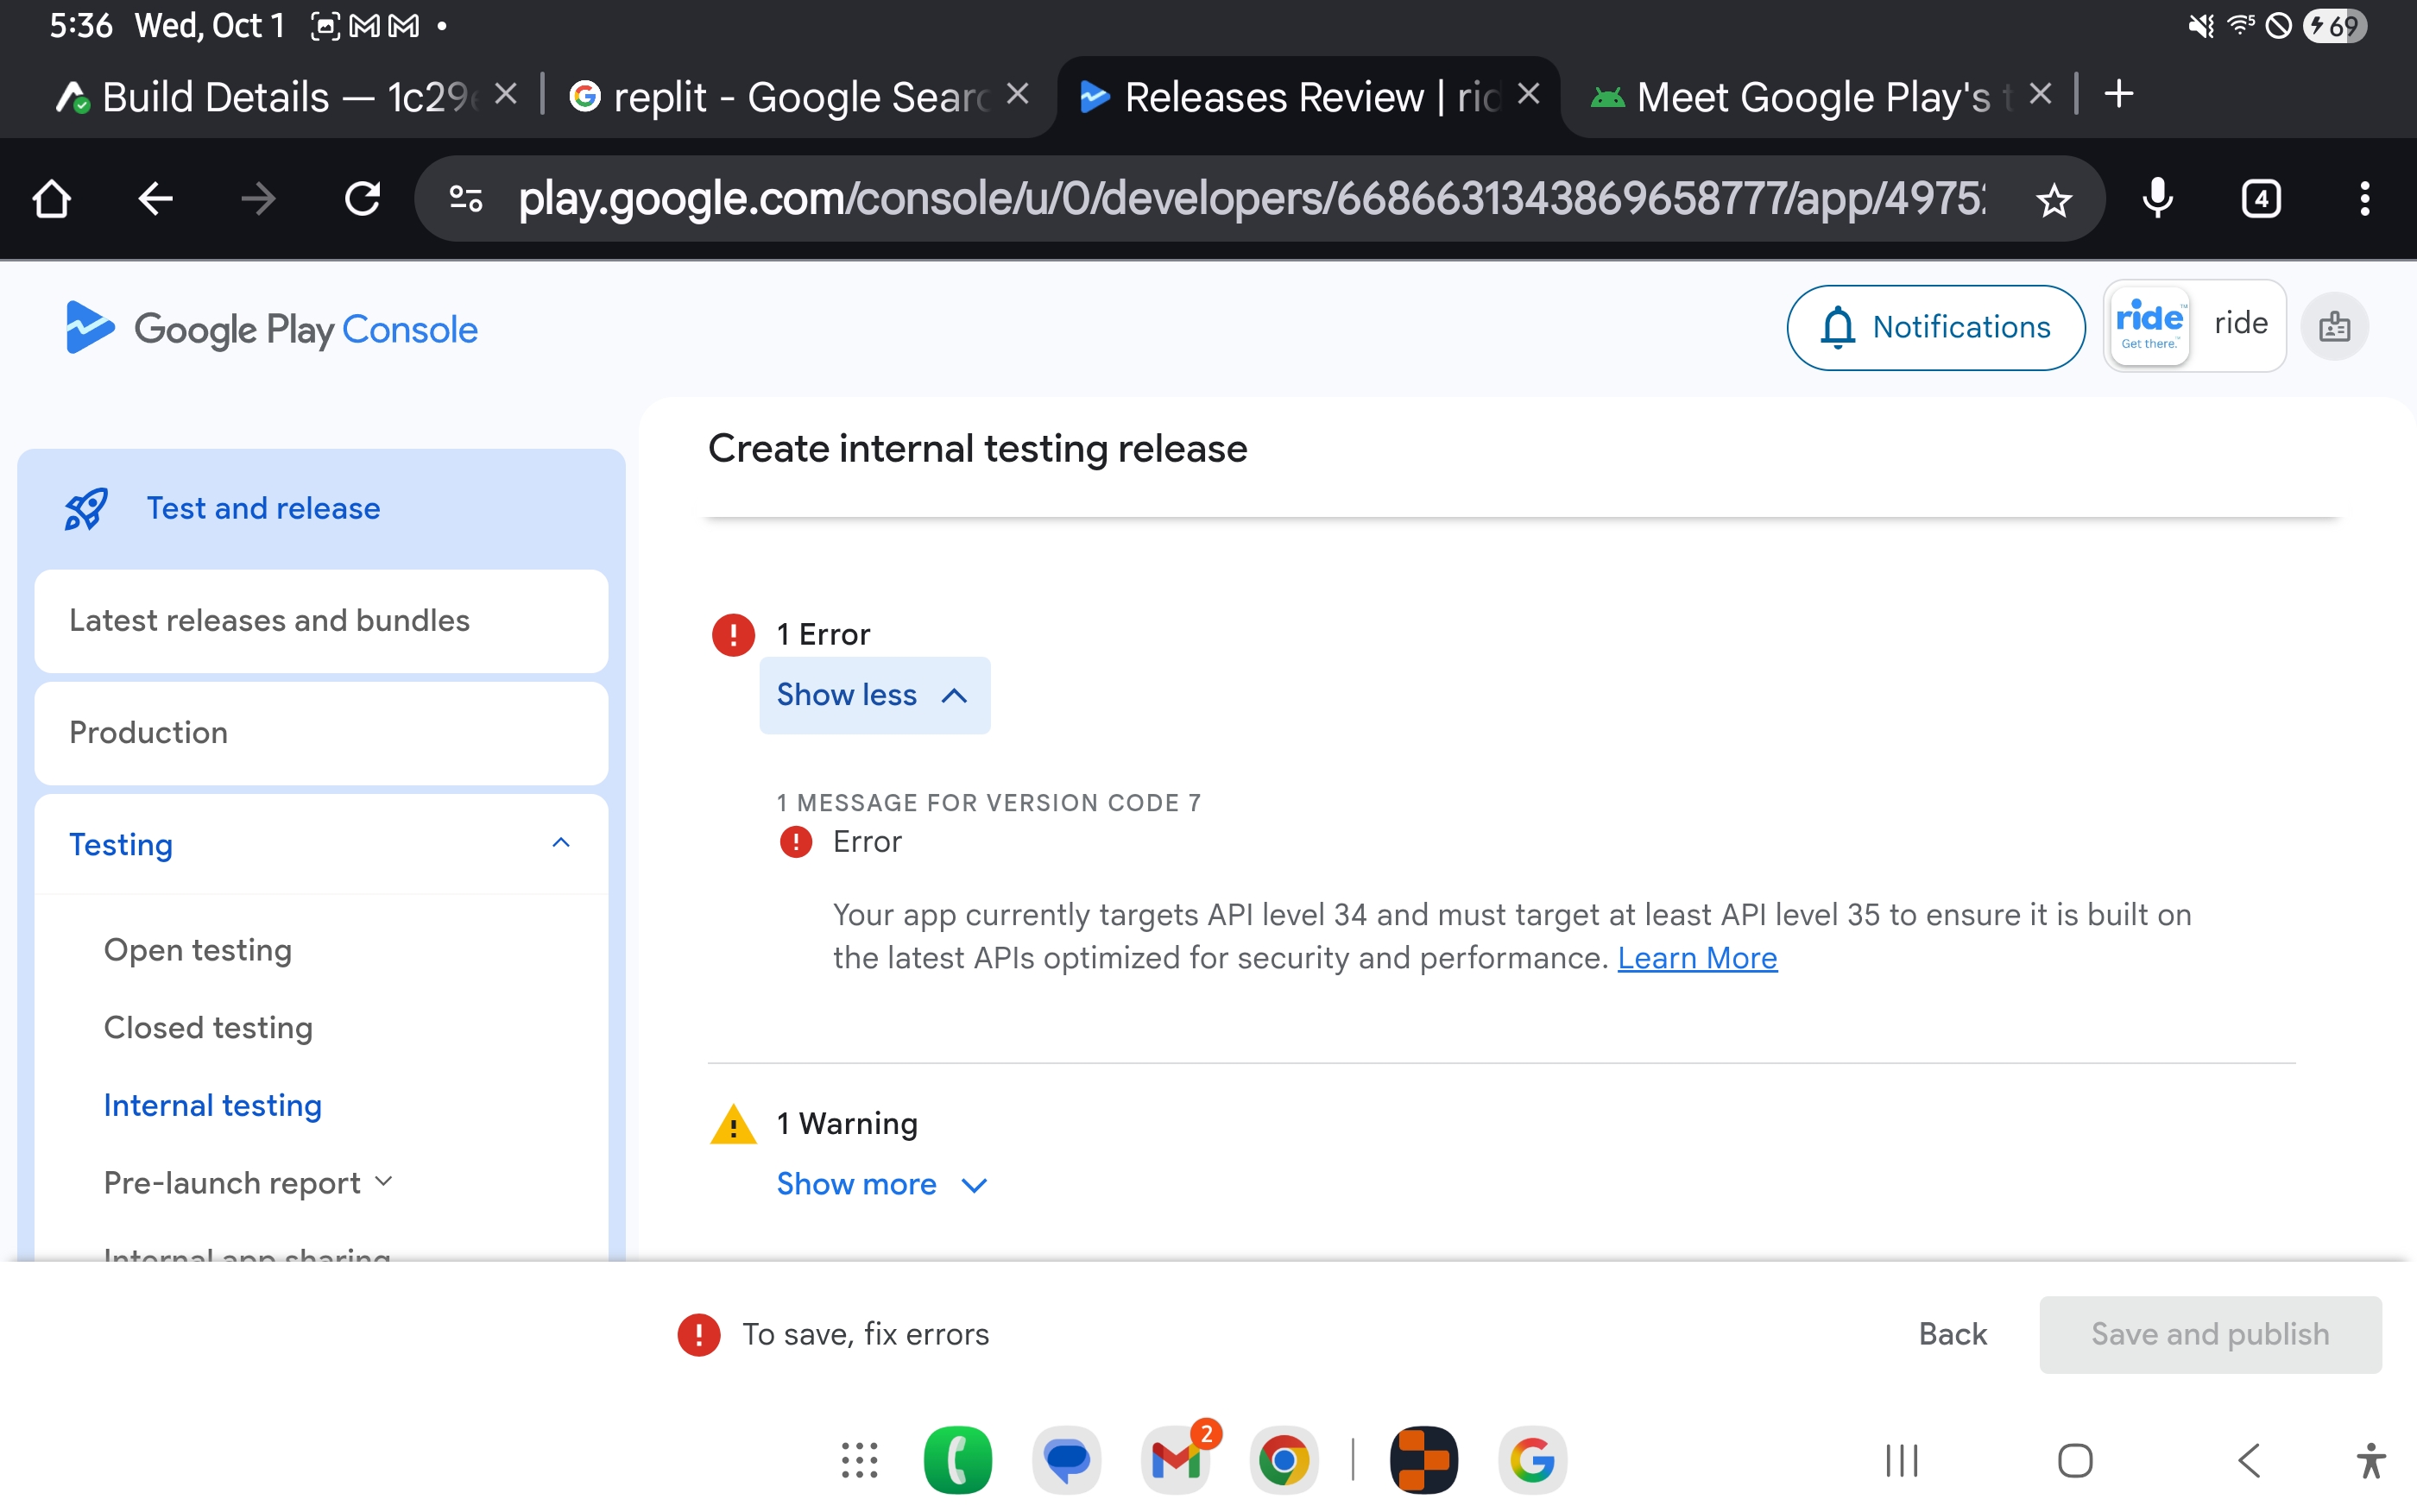 5:36 Wed, Oct 1
69
Build Details — 1c29
replit - Google Sear
Releases Review | rid
Meet Google Play's t
play.google.com/console/u/0/developers/6686631343869658777/app/4975
4
Google Play Console
Notifications
ride
Get there.
ride
Create internal testing release
Test and release
Latest releases and bundles
Production
Testing
Open testing
Closed testing
Internal testing
Pre-launch report
Internal app sharing
1 Error
Show less
1 MESSAGE FOR VERSION CODE 7
Error
Your app currently targets API level 34 and must target at least API level 35 to ensure it is built on
the latest APIs optimized for security and performance. Learn More
1 Warning
Show more
To save, fix errors
Back
Save and publish
2